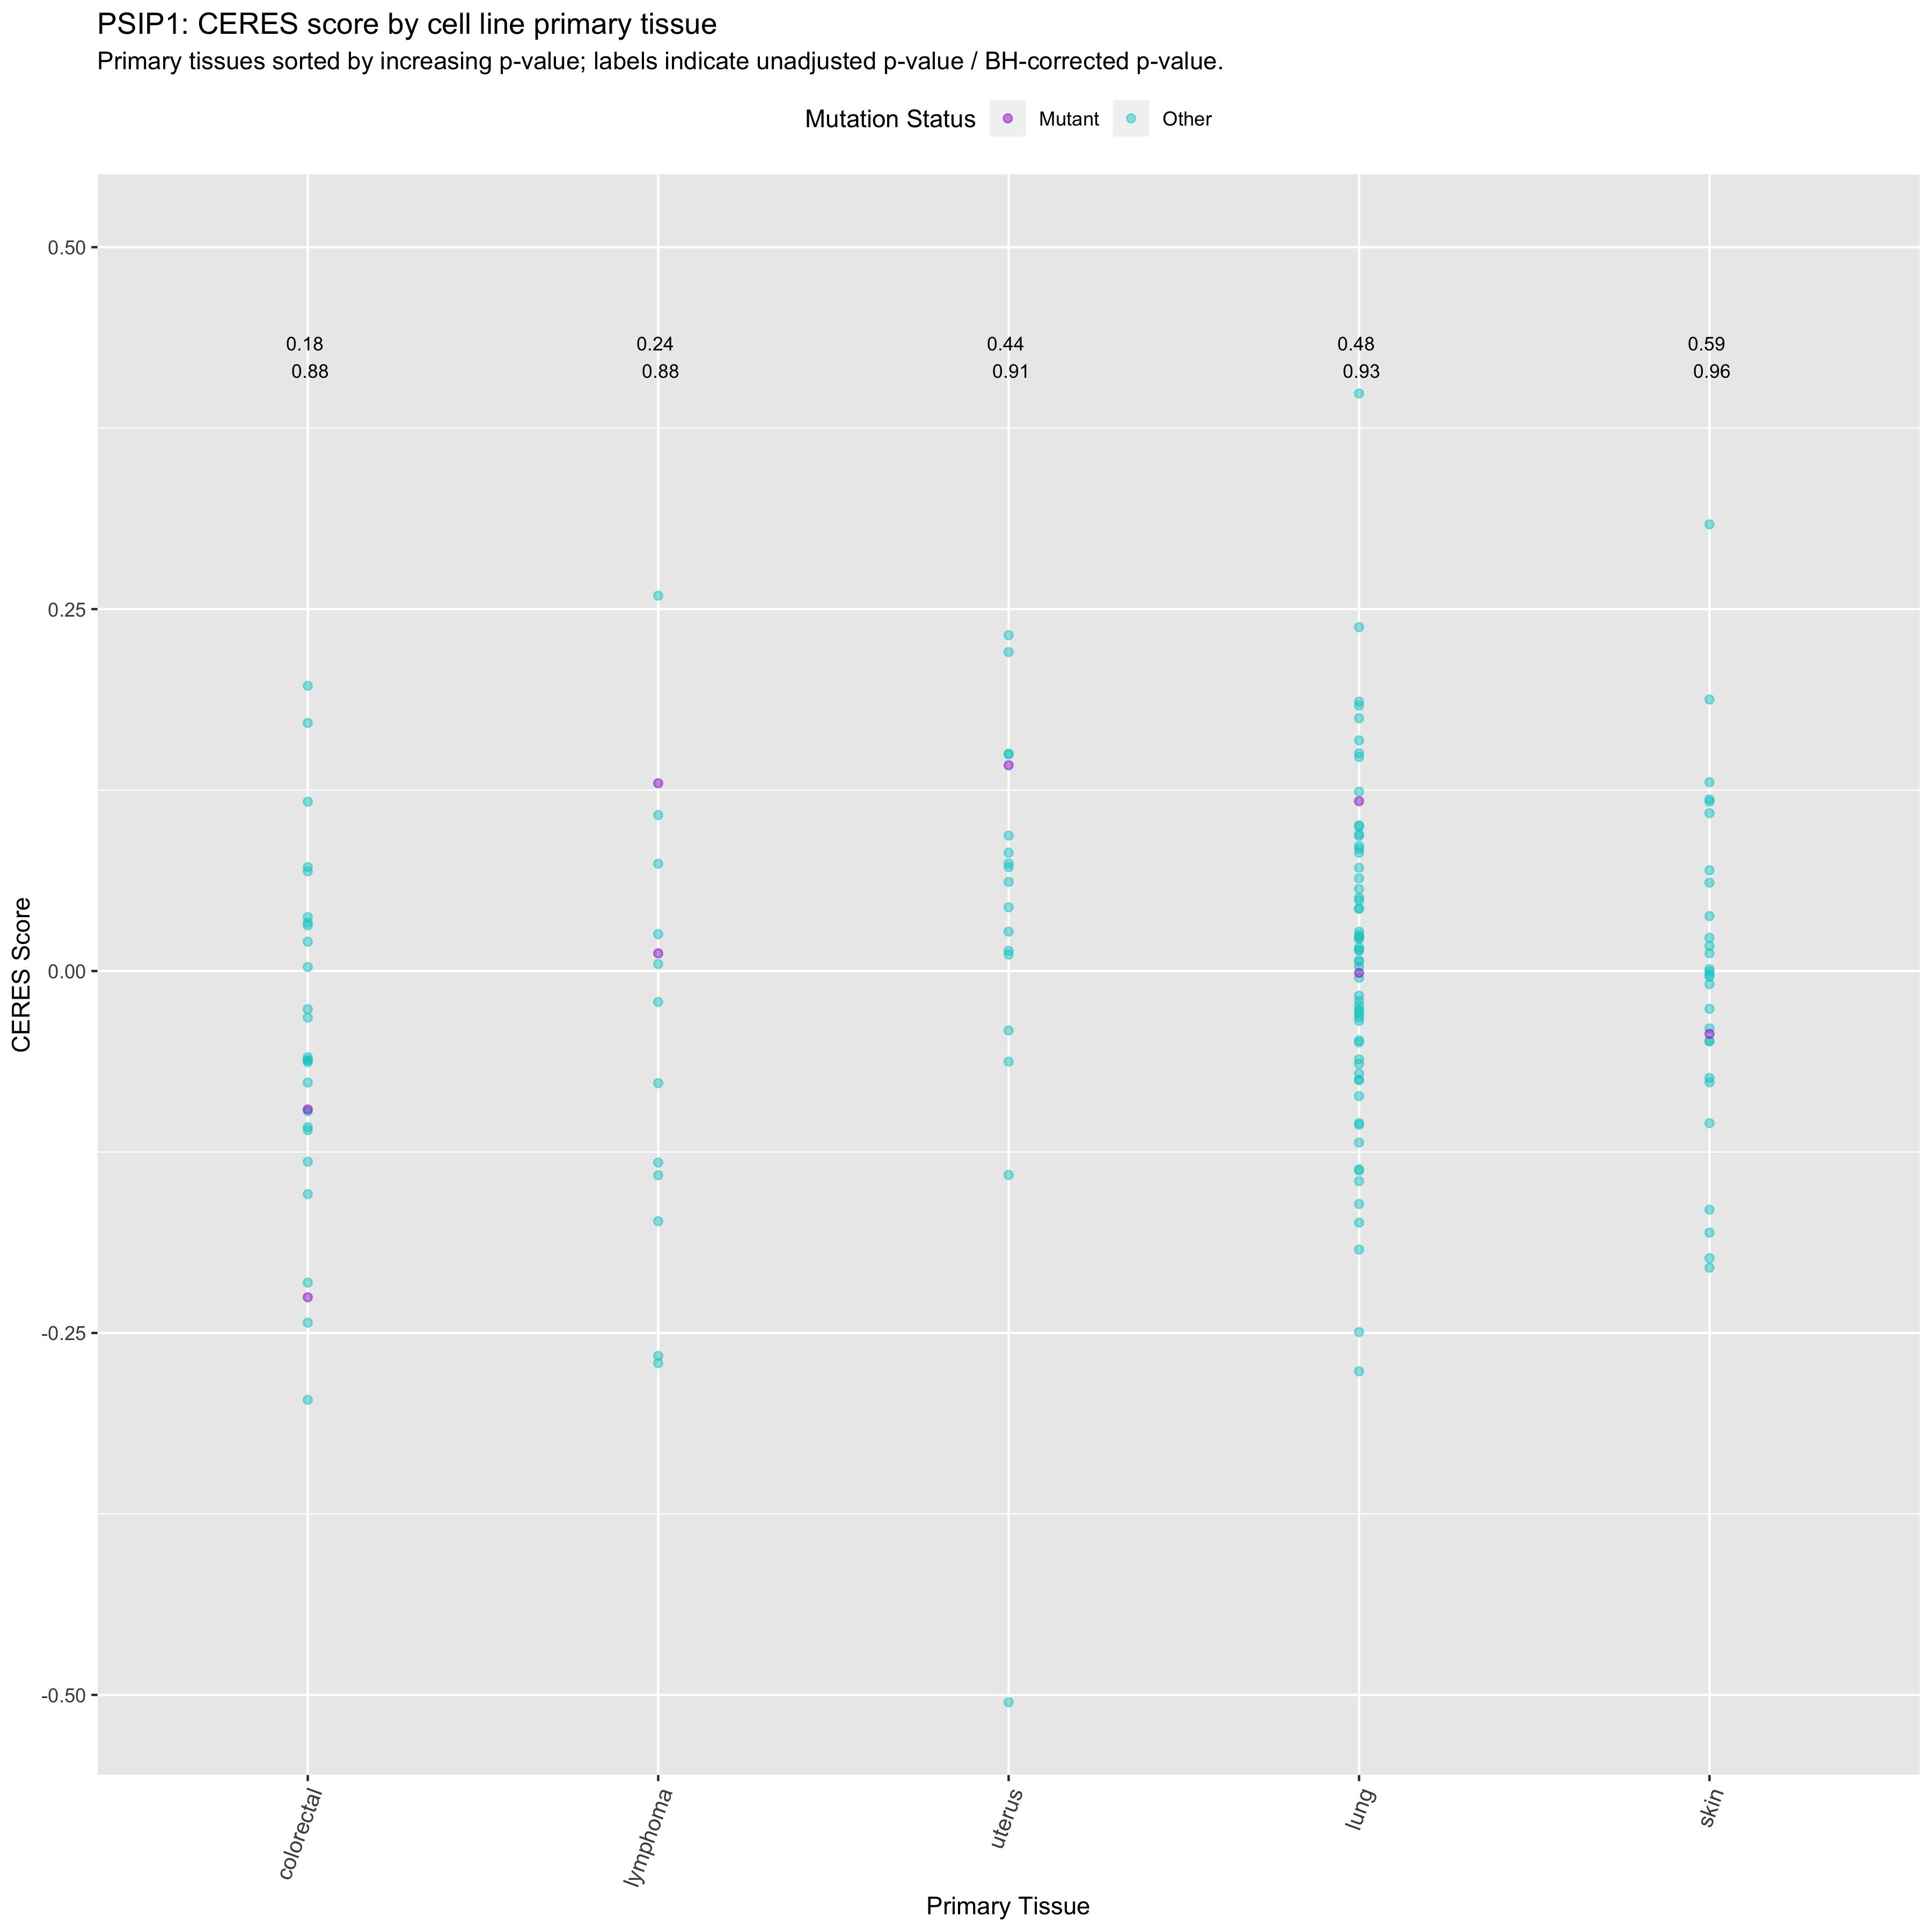 PSIP1: CERES score by cell line primary tissue
Primary tissues sorted by increasing p-value; labels indicate unadjusted p-value / BH-corrected p-value.
Mutation Status Mutant Other
0.50
0.18 0.24 0.44 0.48 0.59
0.88 0.88 0.91 0.93 0.96
0.25
CERES Score
0.00
-0.25
-0.50
colorectal lymphoma uterus lung skin
Primary Tissue